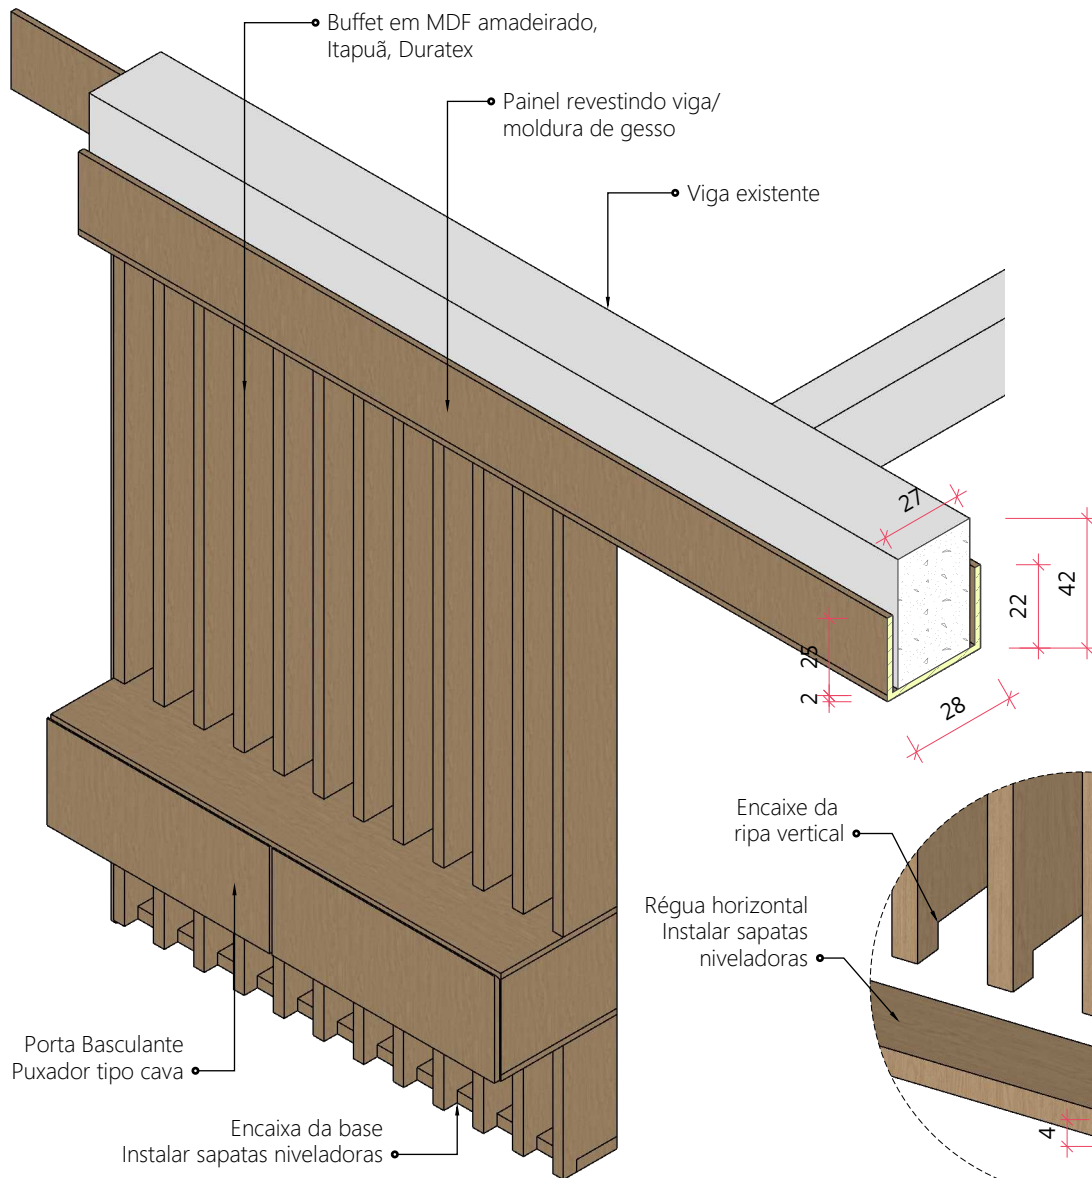 Buffet em MDF amadeirado,
Itapuã, Duratex
Painel revestindo viga/
moldura de gesso
Viga existente
27
42
22
25
2
28
Encaixe da
ripa vertical
Régua horizontal
Instalar sapatas
niveladoras
Porta Basculante
Puxador tipo cava
4
Encaixa da base
Instalar sapatas niveladoras